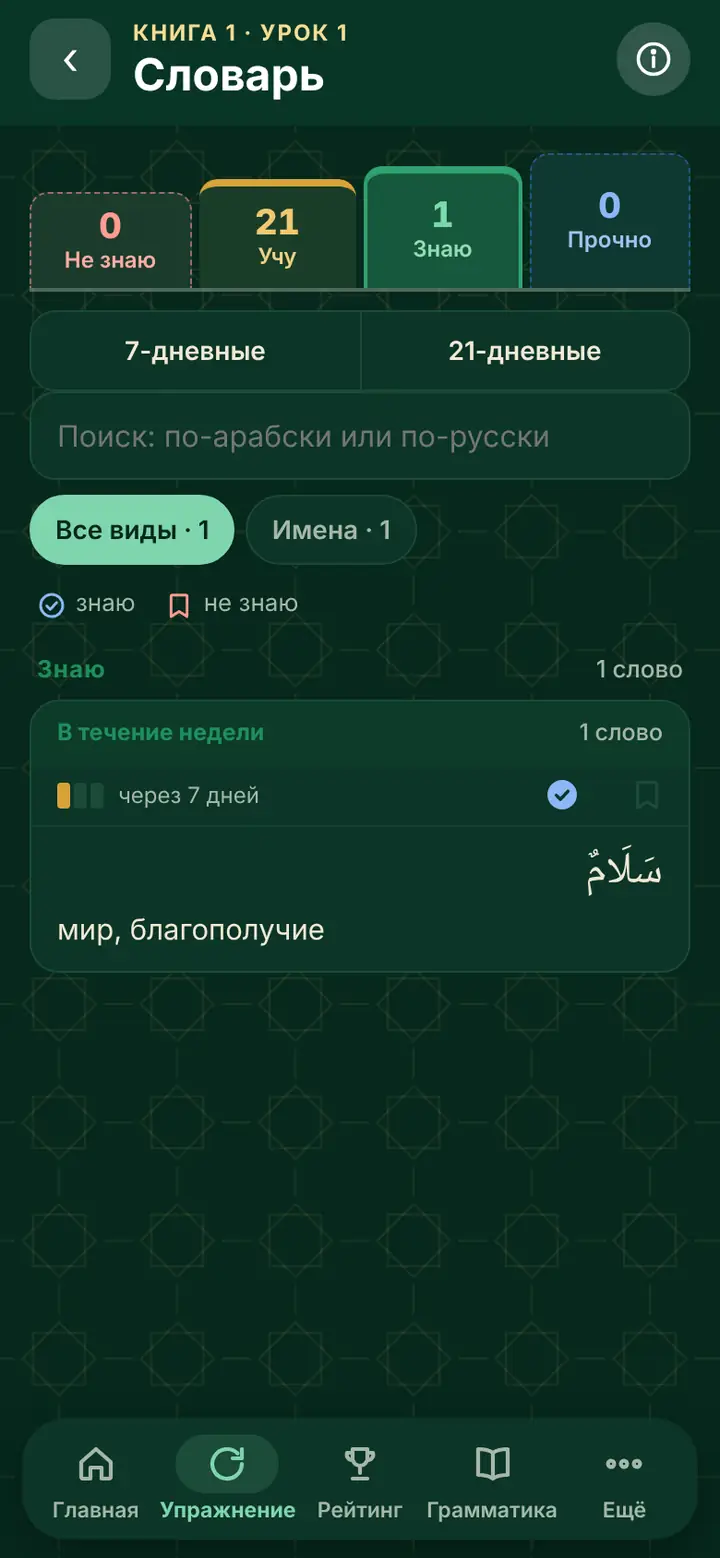 КНИГА 1 · УРОК 1
Словарь
0
Не знаю
21
Учу
1
Знаю
0
Прочно
7-дневные
21-дневные
Поиск: по-арабски или по-русски
Все виды · 1
Имена · 1
знаю
не знаю
Знаю
1 слово
В течение недели
1 слово
через 7 дней
سَلَامٌ
мир, благополучие
Главная
Упражнение
Рейтинг
Грамматика
Ещё